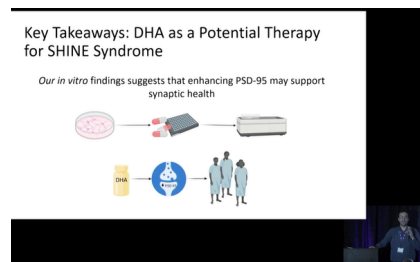 Key Takeaways: DHA as a Potential Therapy
for SHINE Syndrome
Our in vitro findings suggests that enhancing PSD-95 may support
synaptic health
DHA